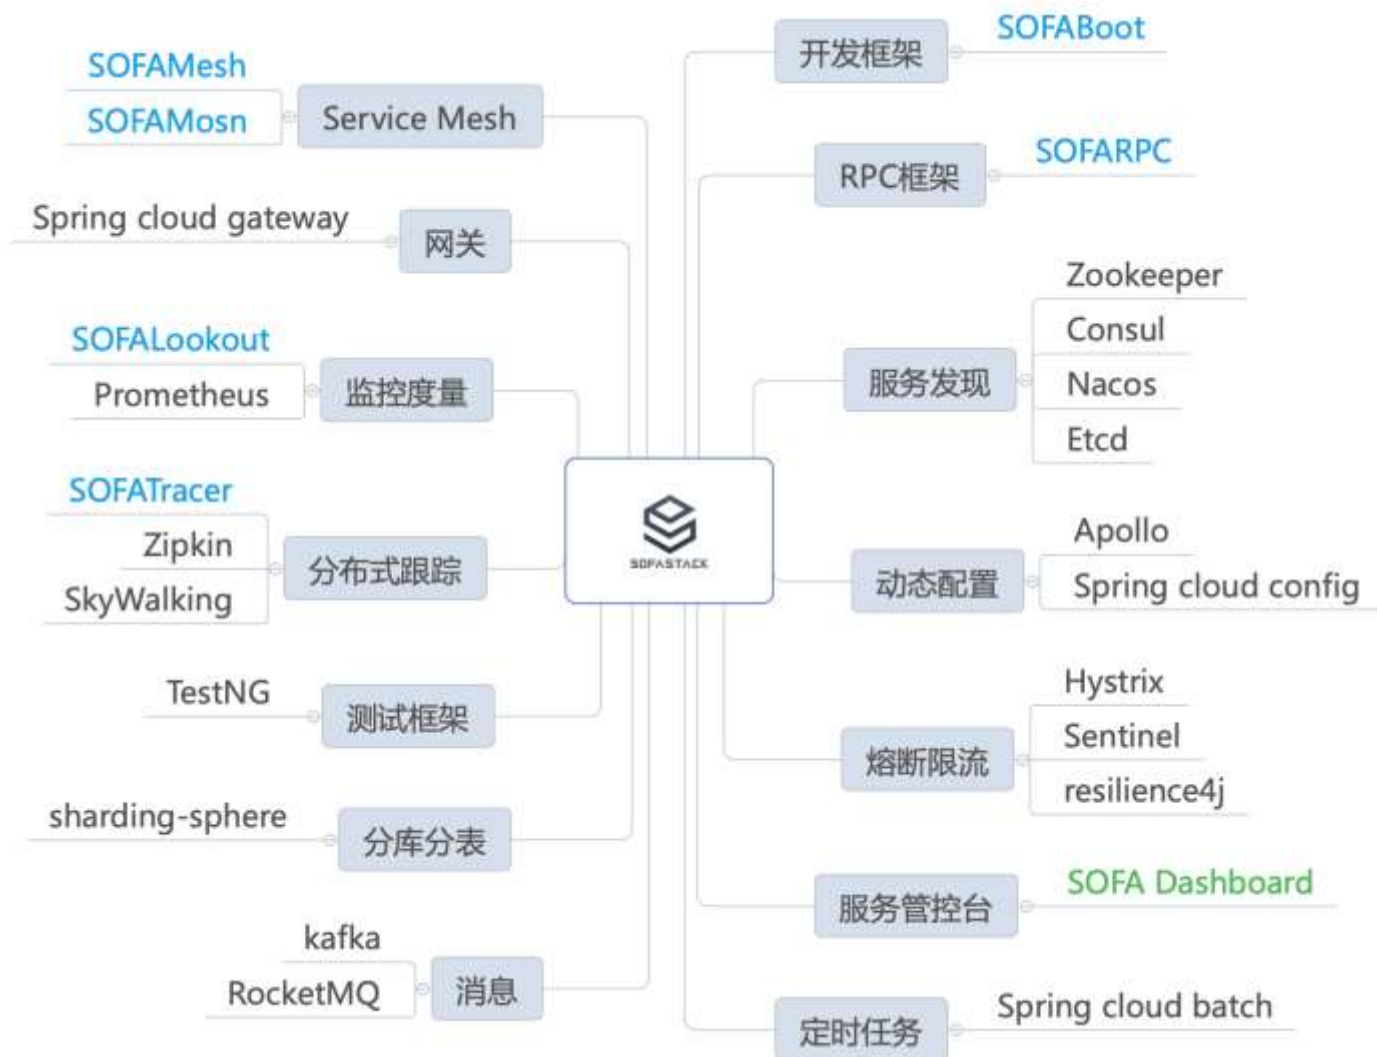 SOFAMesh
SOFAMosn
Service Mesh
Spring cloud gateway
网关
SOFALookout
Prometheus
监控度量
SOFATracer
Zipkin
SkyWalking
分布式跟踪
TestNG
测试框架
sharding-sphere
分库分表
kafka
RocketMQ
消息
SOFASTACK
开发框架
SOFABoot
RPC框架
SOFARPC
服务发现
Zookeeper
Consul
Nacos
Etcd
动态配置
Apollo
Spring cloud config
熔断限流
Hystrix
Sentinel
resilience4j
服务管控台
SOFA Dashboard
定时任务
Spring cloud batch